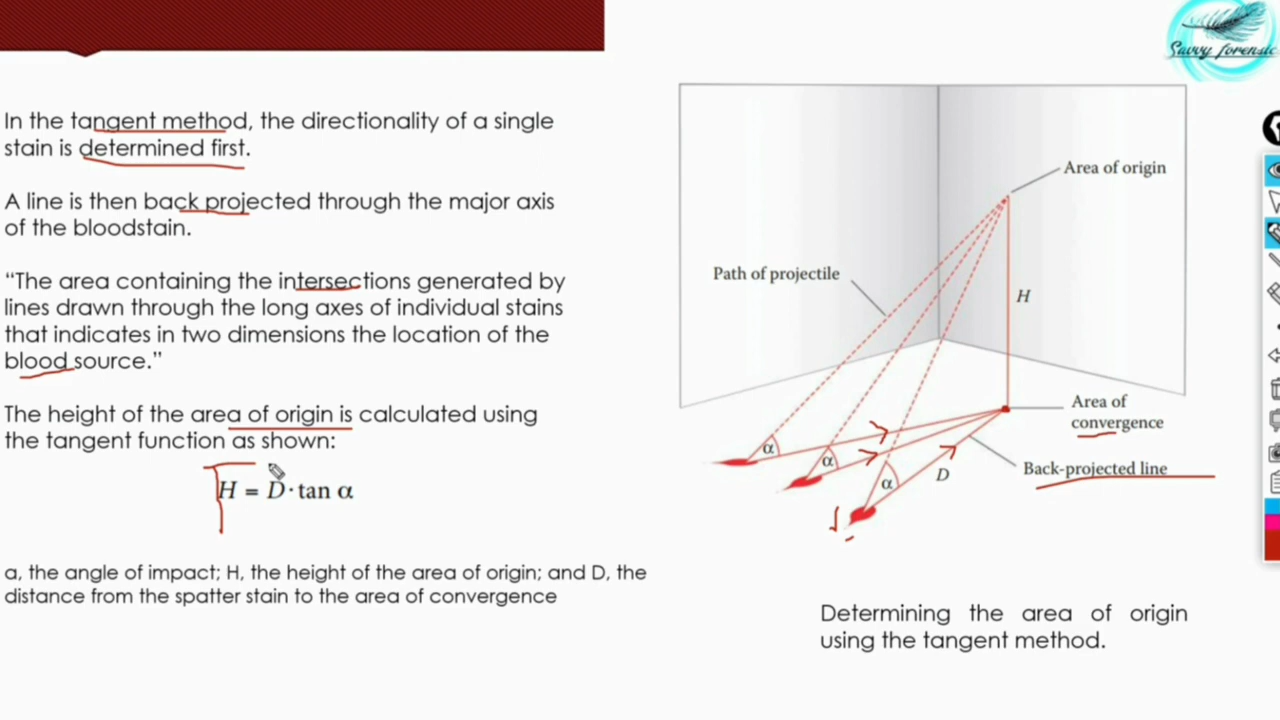 Savvy forensic
In the tangent method, the directionality of a single
stain is determined first.
A line is then back projected through the major axis
of the bloodstain.
“The area containing the intersections generated by
lines drawn through the long axes of individual stains
that indicates in two dimensions the location of the
blood source.”
The height of the area of origin is calculated using
the tangent function as shown:
H = D · tan α
a, the angle of impact; H, the height of the area of origin; and D, the
distance from the spatter stain to the area of convergence
Area of origin
Path of projectile
H
Area of
convergence
α
α
α
D
Back-projected line
Determining the area of origin
using the tangent method.